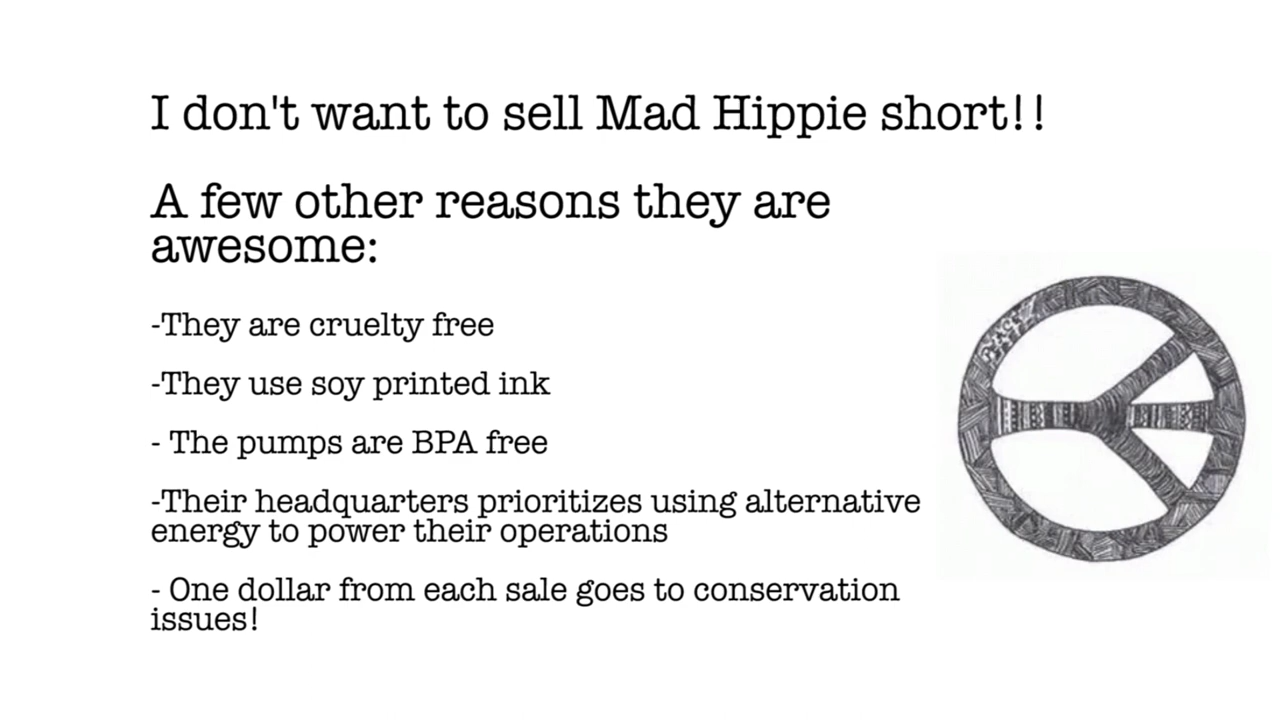 I don't want to sell Mad Hippie short!!
A few other reasons they are
awesome:
-They are cruelty free
-They use soy printed ink
- The pumps are BPA free
-Their headquarters prioritizes using alternative
energy to power their operations
- One dollar from each sale goes to conservation
issues!